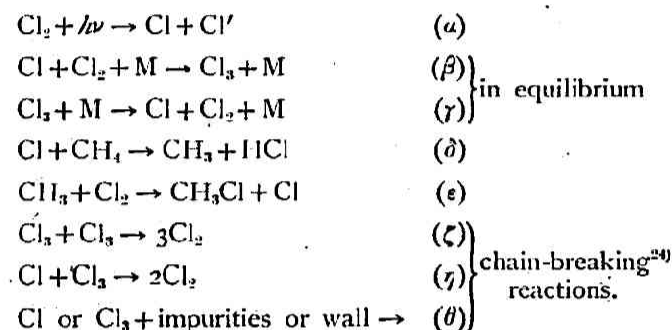 Cl₂+hν → Cl+Cl′ (α)
Cl+Cl₂+M → Cl₃+M (β)
in equilibrium
Cl₃+M → Cl+Cl₂+M (γ)
Cl+CH₄ → CH₃+HCl (δ)
CH₃+Cl₂ → CH₃Cl+Cl (ε)
Cl₃+Cl₃ → 3Cl₂ (ζ)
Cl+Cl₃ → 2Cl₂ (η)
chain-breaking²⁴⁾
reactions.
Cl or Cl₃+impurities or wall → (θ)